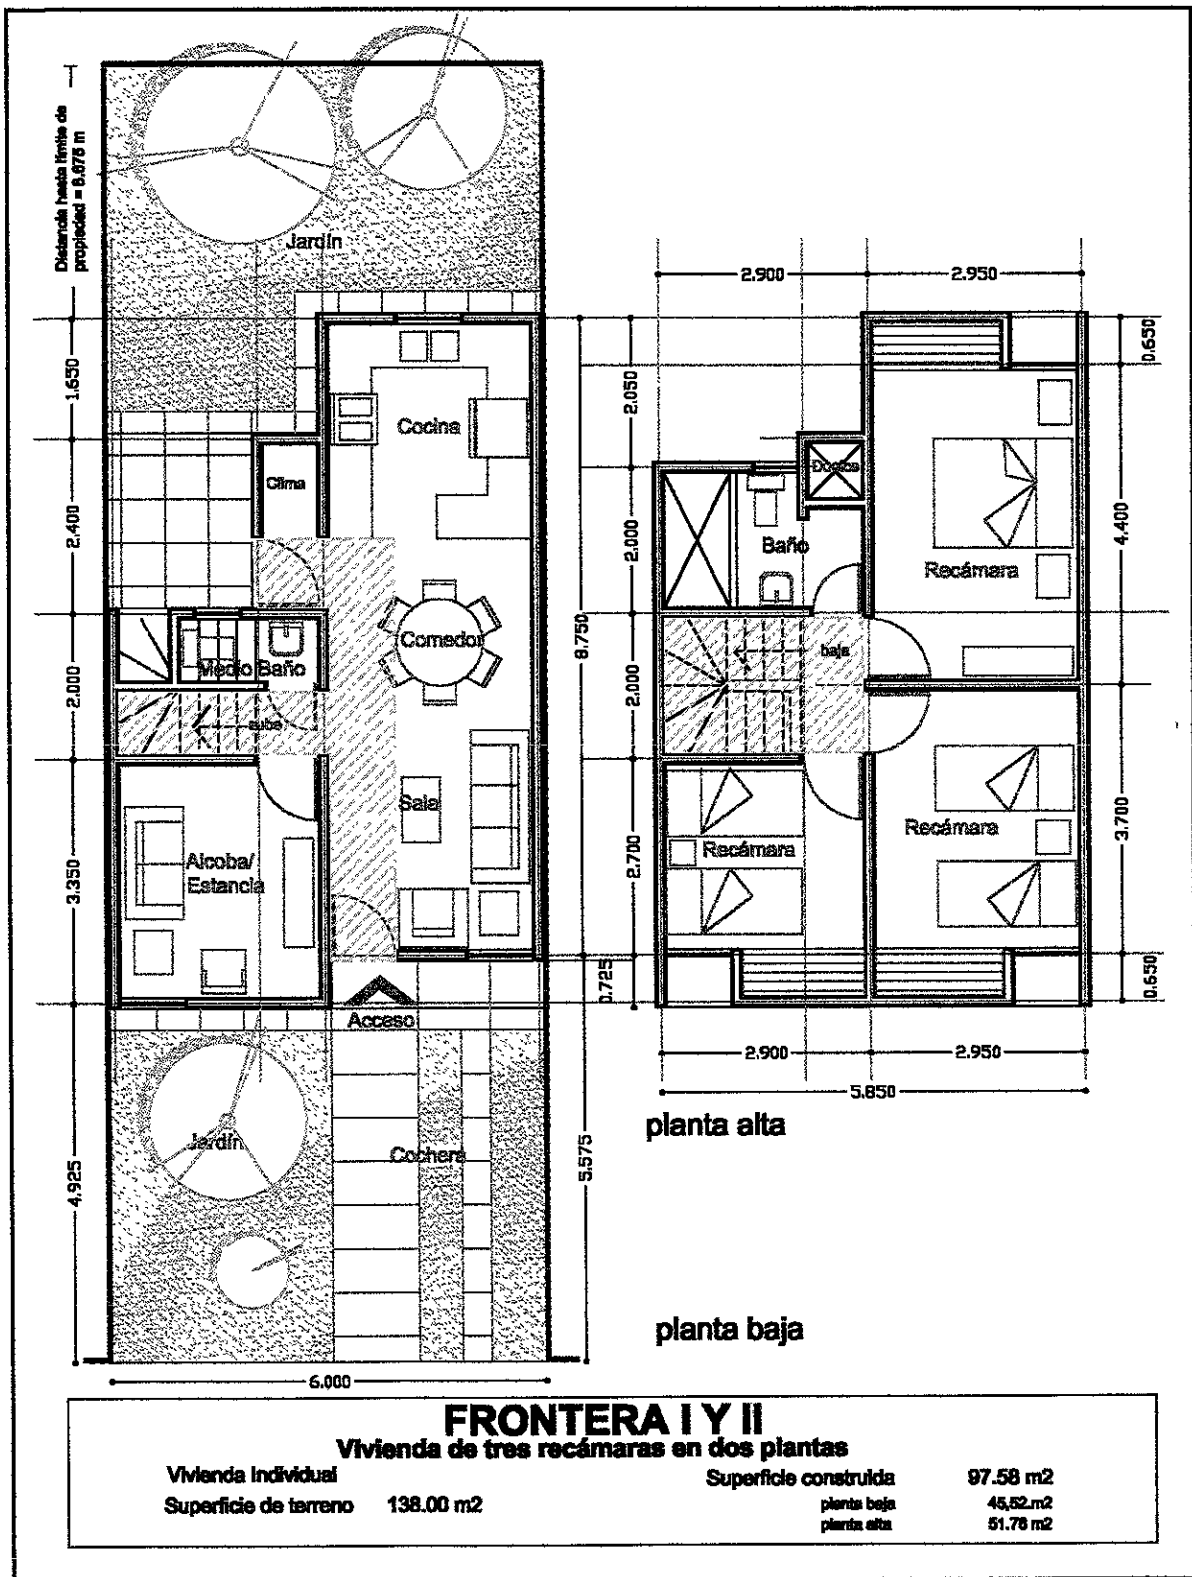 Distancia hasta límite de
propiedad = 8.675 m
Jardín
1.650
2.400
2.000
3.350
4.925
Cocina
Clima
Comedor
Medio Baño
sube
Sala
Alcoba/
Estancia
Acceso
Jardín
Cochera
6.000
8.750
5.575
2.050
2.000
2.000
2.700
0.725
2.900
2.950
0.650
4.400
3.700
0.650
Ductos
Baño
Recámara
baja
Recámara
Recámara
2.900
2.950
5.850
planta alta
planta baja
FRONTERA I Y II
Vivienda de tres recámaras en dos plantas
Vivienda Individual
Superficie construida 97.58 m2
Superficie de terreno 138.00 m2
planta baja 45,82.m2
planta alta 51.76 m2